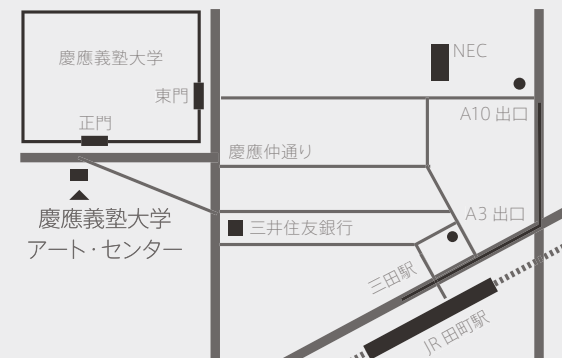 慶應義塾大学
東門
正門
慶應義塾大学
アート・センター
慶應仲通り
三井住友銀行
NEC
A10 出口
A3 出口
三田駅
JR 田町駅